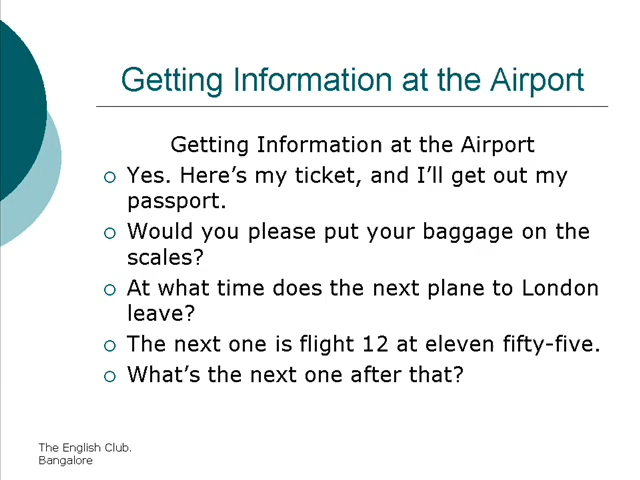 Getting Information at the Airport
Getting Information at the Airport
Yes. Here's my ticket, and I'll get out my
passport.
Would you please put your baggage on the
scales?
At what time does the next plane to London
leave?
The next one is flight 12 at eleven fifty-five.
What's the next one after that?
The English Club.
Bangalore